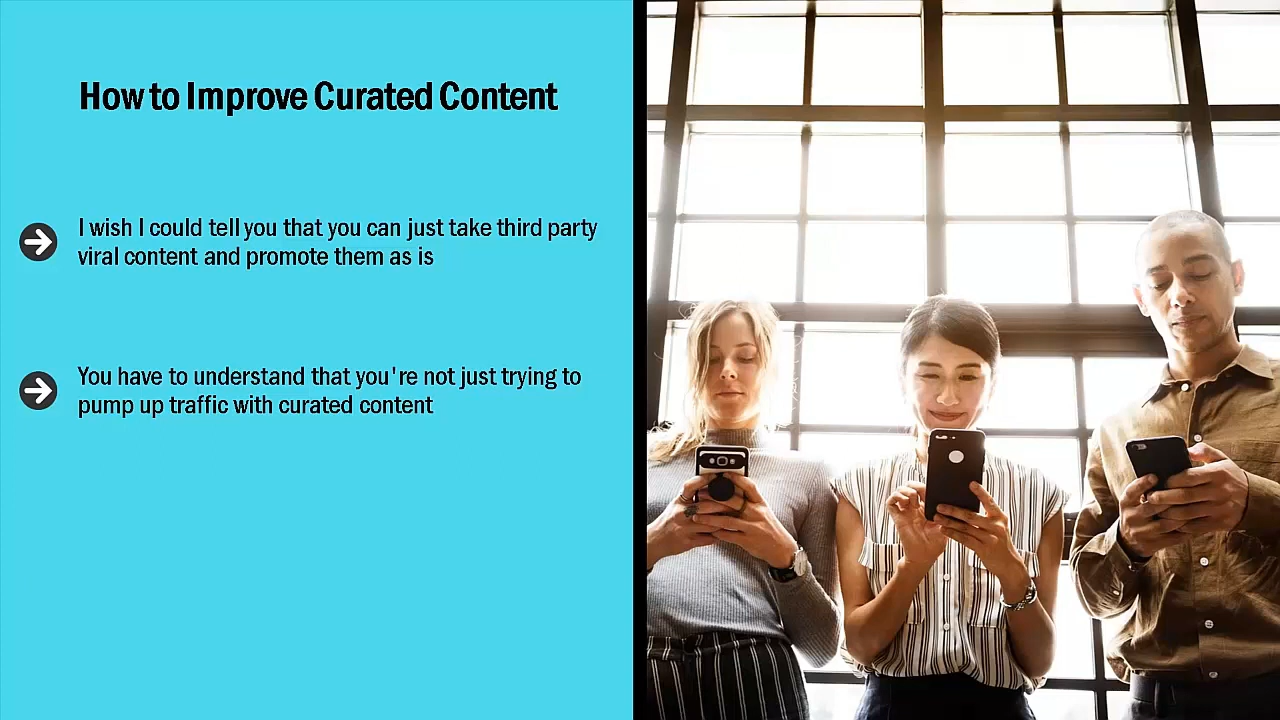 How to Improve Curated Content
I wish I could tell you that you can just take third party
viral content and promote them as is
You have to understand that you're not just trying to
pump up traffic with curated content